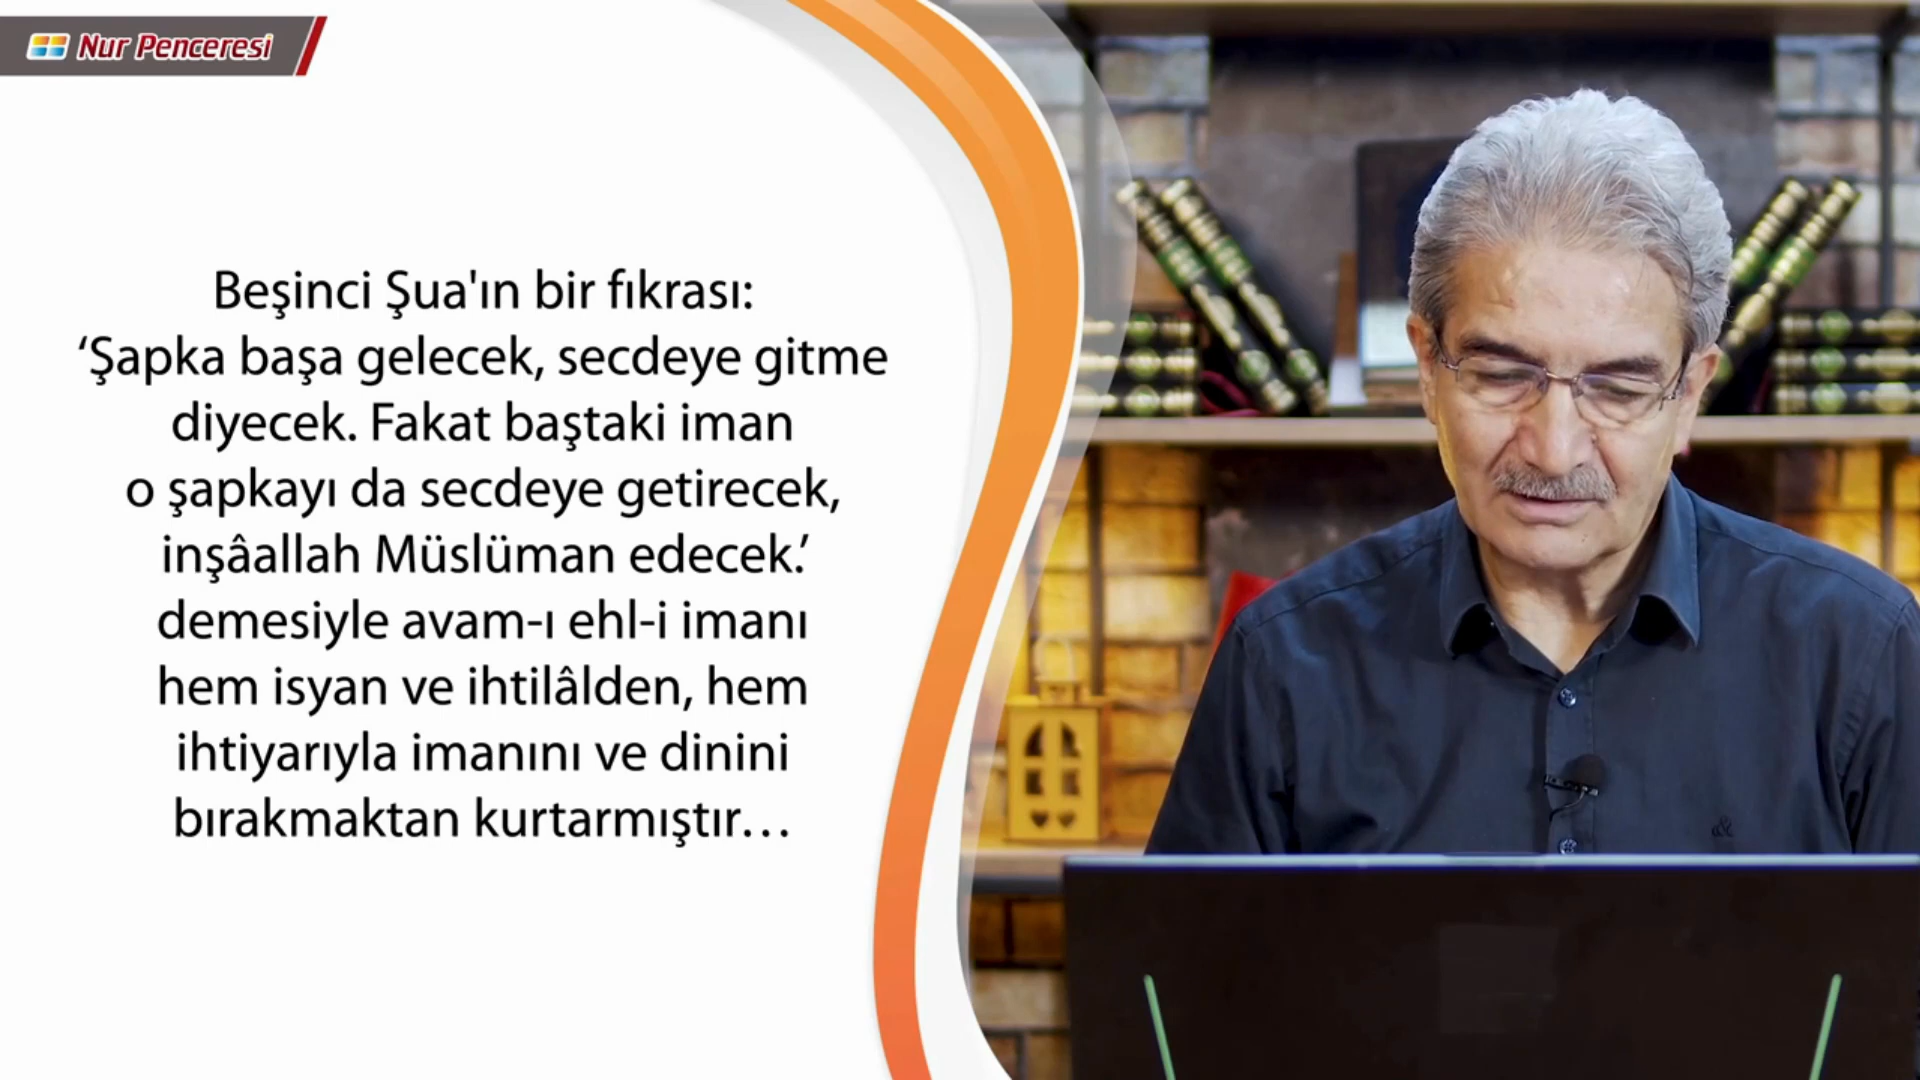 Nur Penceresi
Beşinci Şua'ın bir fıkrası:
‘Şapka başa gelecek, secdeye gitme
diyecek. Fakat baştaki iman
o şapkayı da secdeye getirecek,
inşâallah Müslüman edecek.’
demesiyle avam-ı ehl-i imanı
hem isyan ve ihtilâlden, hem
ihtiyarıyla imanını ve dinini
bırakmaktan kurtarmıştır…